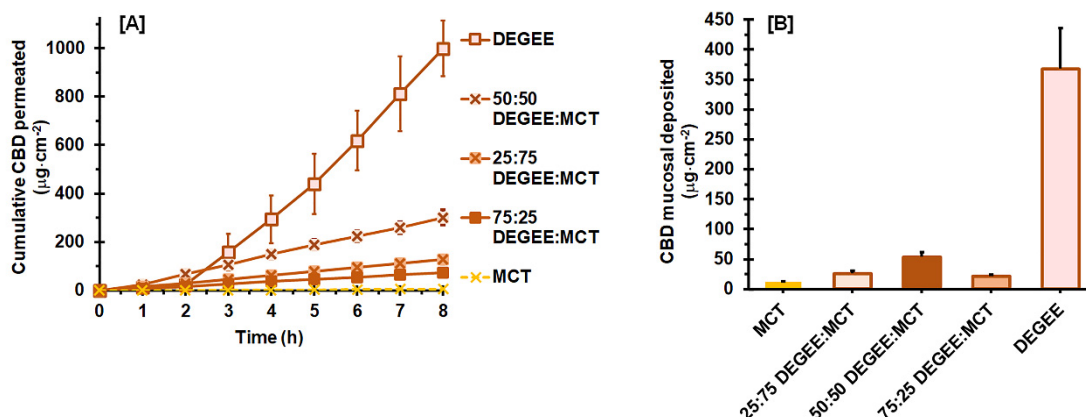 [A]
Cumulative CBD permeated
(µg·cm-2)
1000
800
600
400
200
0
0 1 2 3 4 5 6 7 8
Time (h)
DEGEE
50:50
DEGEE:MCT
25:75
DEGEE:MCT
75:25
DEGEE:MCT
MCT
[B]
CBD mucosal deposited
(µg·cm-2)
450
400
350
300
250
200
150
100
50
0
MCT
25:75 DEGEE:MCT
50:50 DEGEE:MCT
75:25 DEGEE:MCT
DEGEE